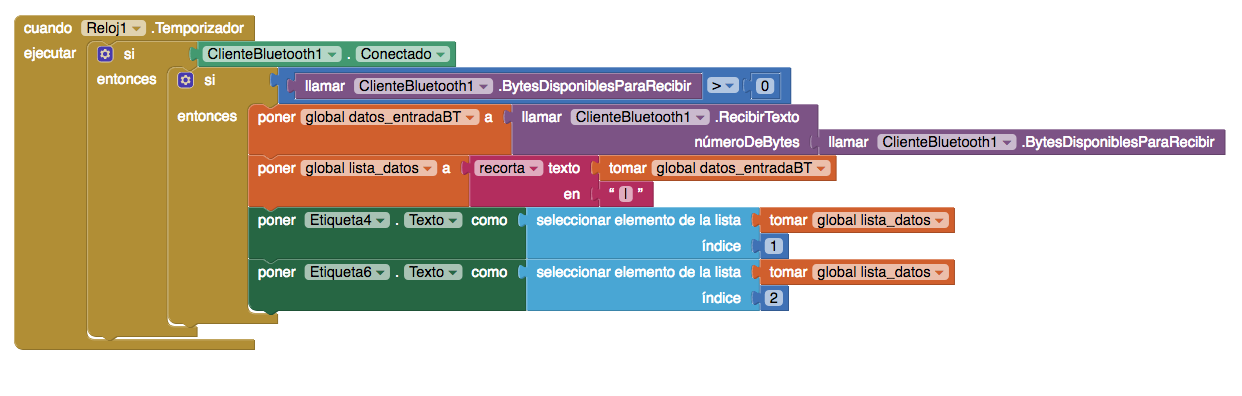 cuando Reloj1 .Temporizador
ejecutar si ClienteBluetooth1 . Conectado
entonces si llamar ClienteBluetooth1 .BytesDisponiblesParaRecibir > 0
entonces poner global datos_entradaBT a llamar ClienteBluetooth1 .RecibirTexto
númeroDeBytes llamar ClienteBluetooth1 .BytesDisponiblesParaRecibir
poner global lista_datos a recorta texto tomar global datos_entradaBT
en “ | ”
poner Etiqueta4 . Texto como seleccionar elemento de la lista tomar global lista_datos
índice 1
poner Etiqueta6 . Texto como seleccionar elemento de la lista tomar global lista_datos
índice 2